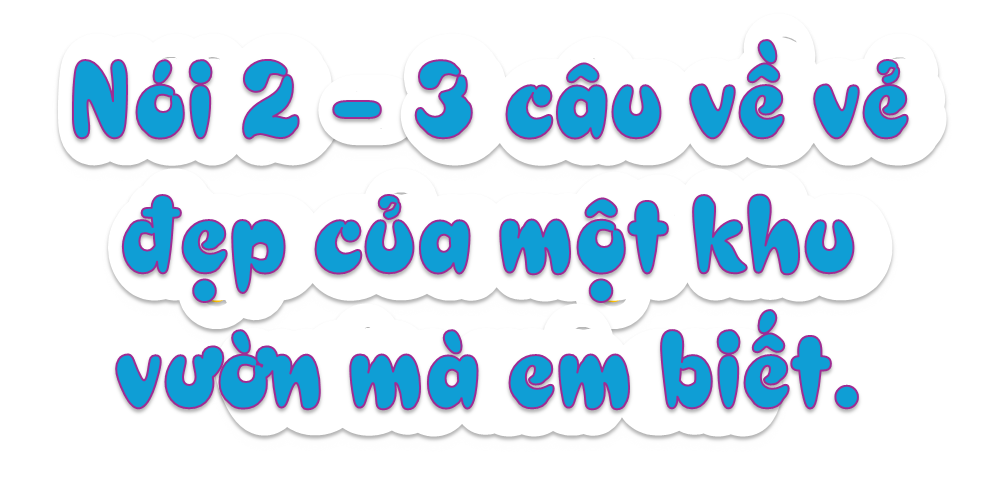 Nói 2 - 3 câu về vẻ
đẹp của một khu
vườn mà em biết.